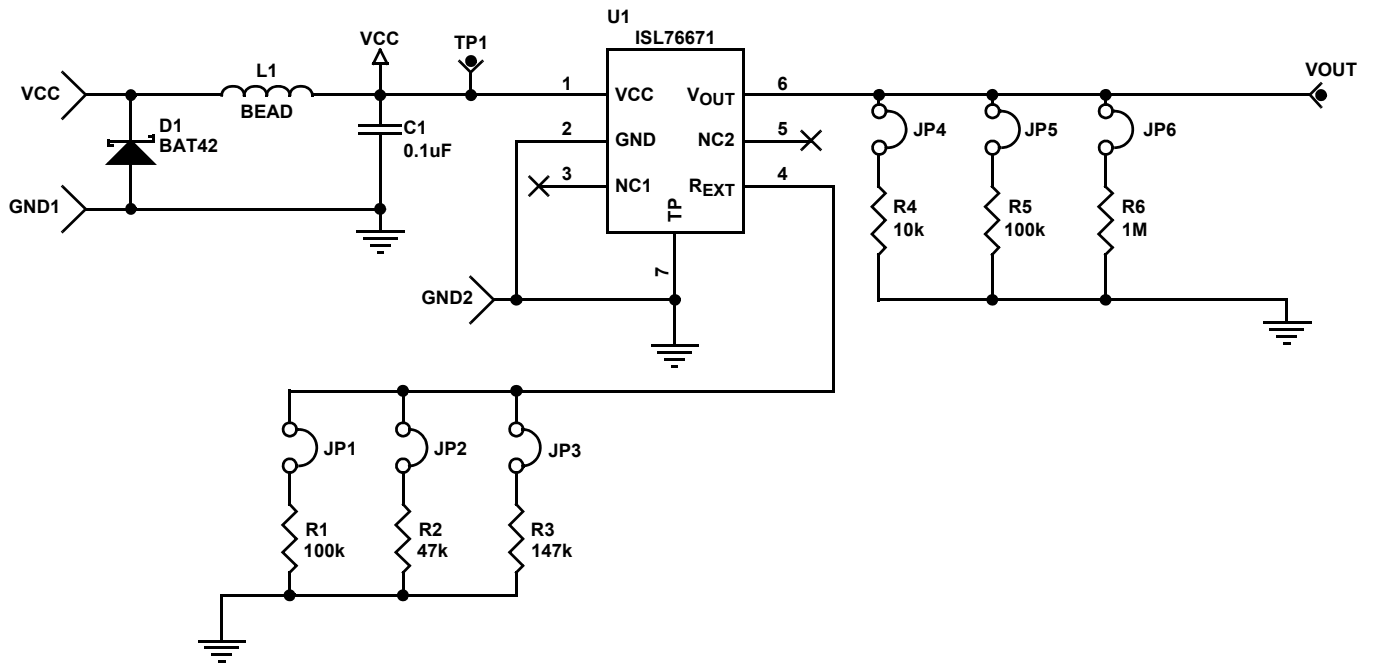 U1
ISL76671
VCC
TP1
L1
BEAD
VCC
D1
BAT42
C1
0.1uF
GND1
1
2
3
VCC
GND
NC1
TP
VOUT
NC2
REXT
6
5
4
7
GND2
VOUT
JP4
JP5
JP6
R4
10k
R5
100k
R6
1M
JP1
JP2
JP3
R1
100k
R2
47k
R3
147k